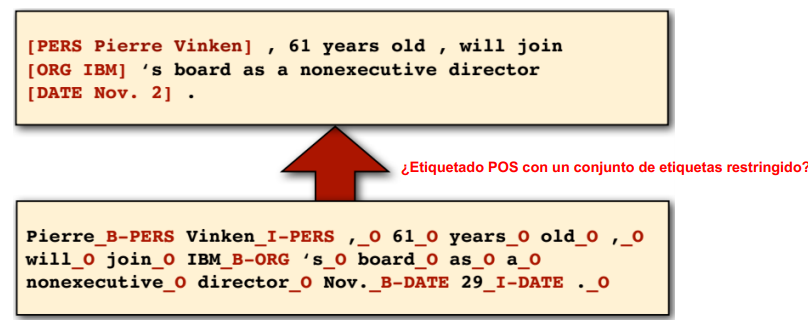 [PERS Pierre Vinken] , 61 years old , will join
[ORG IBM] ‘s board as a nonexecutive director
[DATE Nov. 2] .
¿Etiquetado POS con un conjunto de etiquetas restringido?
Pierre_B-PERS Vinken_I-PERS ,_O 61_O years_O old_O ,_O
will_O join_O IBM_B-ORG ‘s_O board_O as_O a_O
nonexecutive_O director_O Nov._B-DATE 29_I-DATE ._O